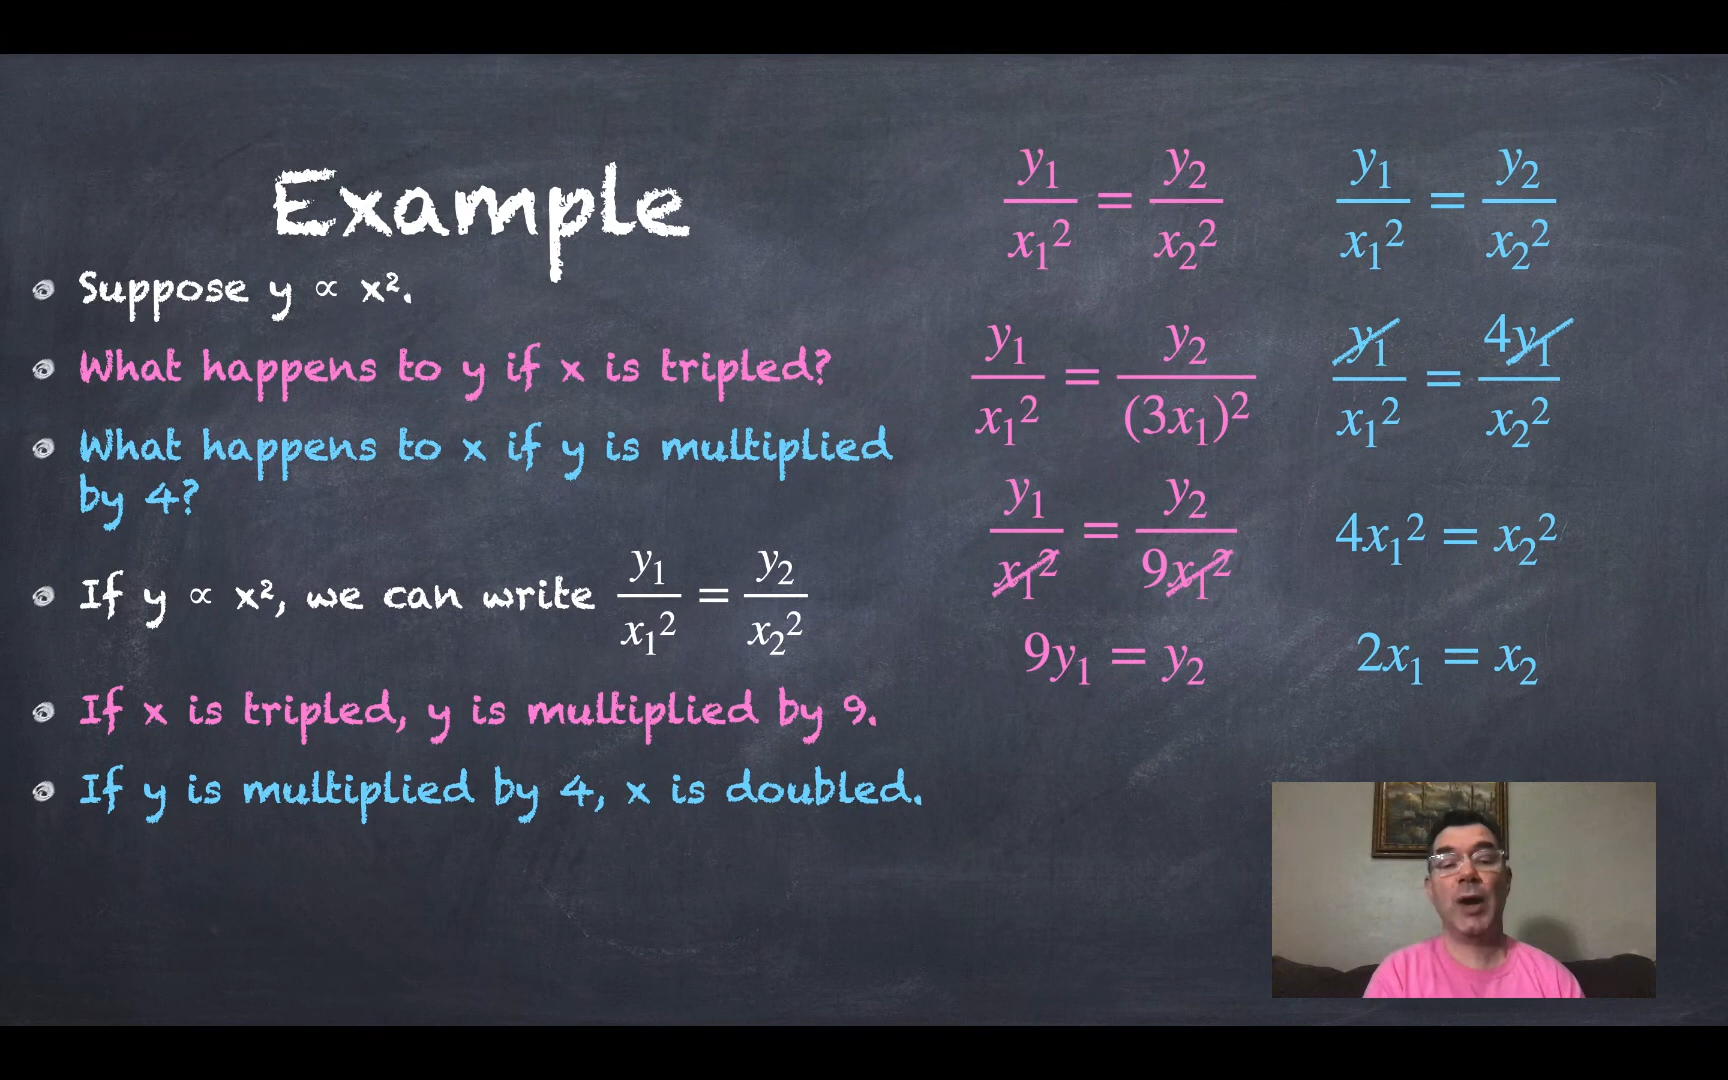 Example
Suppose y ∝ x².
What happens to y if x is tripled?
What happens to x if y is multiplied
by 4?
If y ∝ x², we can write y₁/x₁² = y₂/x₂²
If x is tripled, y is multiplied by 9.
If y is multiplied by 4, x is doubled.
y₁/x₁² = y₂/x₂²
y₁/x₁² = y₂/(3x₁)²
y₁/x₁² = y₂/9x₁²
9y₁ = y₂
y₁/x₁² = y₂/x₂²
y₁/x₁² = 4y₁/x₂²
4x₁² = x₂²
2x₁ = x₂